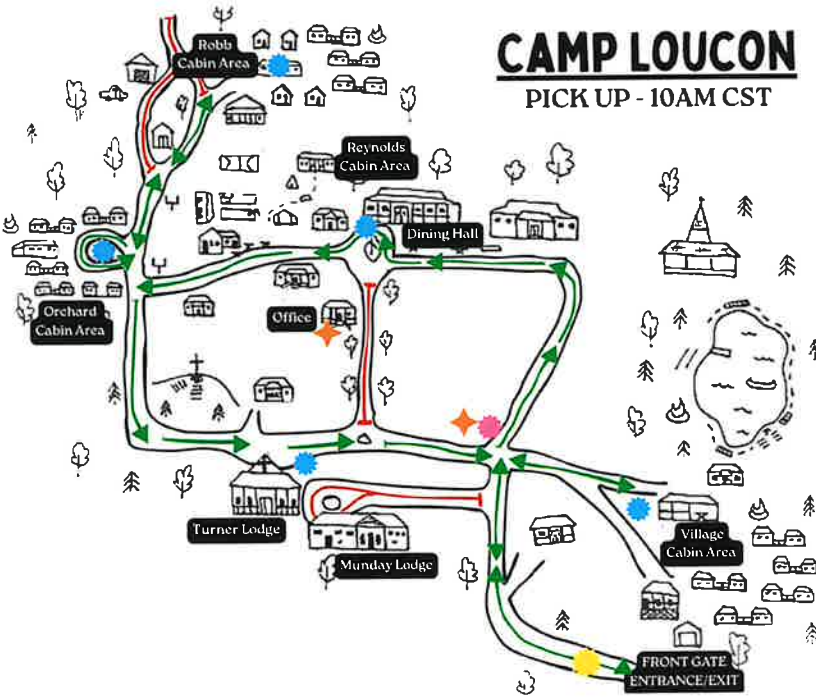 CAMP LOUCON
PICK UP - 10AM CST
Robb
Cabin Area
Reynolds
Cabin Area
Dining Hall
Orchard
Cabin Area
Office
Turner Lodge
Munday Lodge
Village
Cabin Area
FRONT GATE
ENTRANCE/EXIT